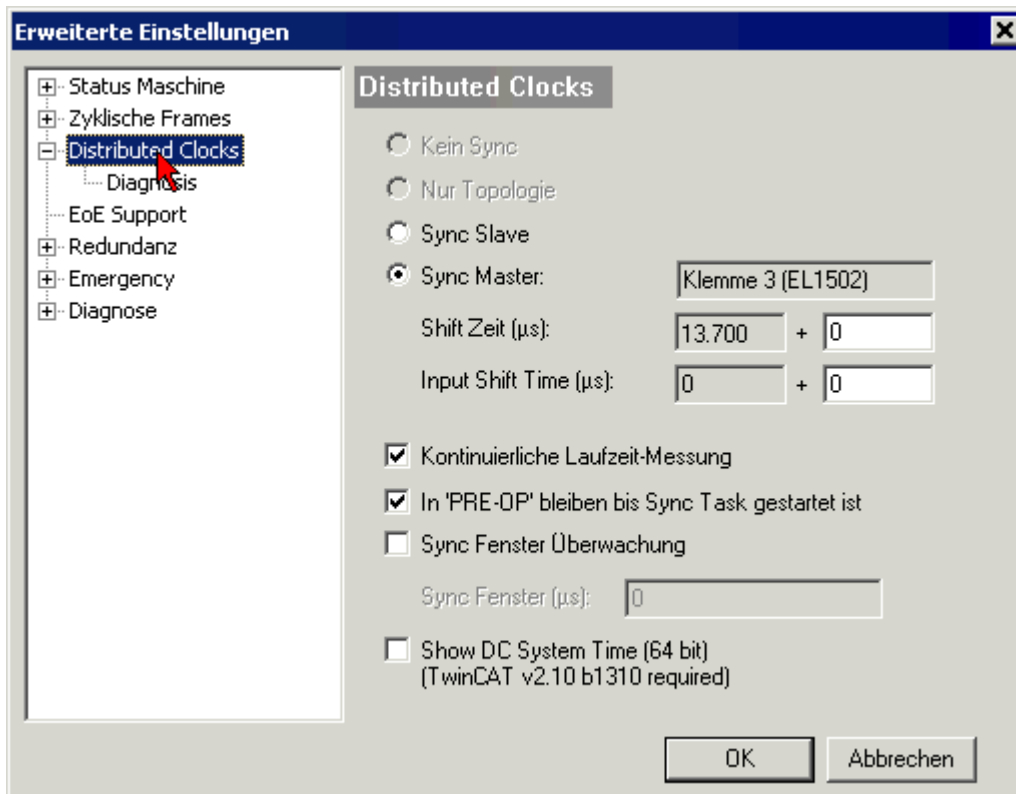 Erweiterte Einstellungen
Status Maschine
Zyklische Frames
Distributed Clocks
Diagnosis
EoE Support
Redundanz
Emergency
Diagnose
Distributed Clocks
Kein Sync
Nur Topologie
Sync Slave
Sync Master: Klemme 3 (EL1502)
Shift Zeit (µs): 13.700 + 0
Input Shift Time (µs): 0 + 0
Kontinuierliche Laufzeit-Messung
In 'PRE-OP' bleiben bis Sync Task gestartet ist
Sync Fenster Überwachung
Sync Fenster (µs): 0
Show DC System Time (64 bit)
(TwinCAT v2.10 b1310 required)
OK Abbrechen